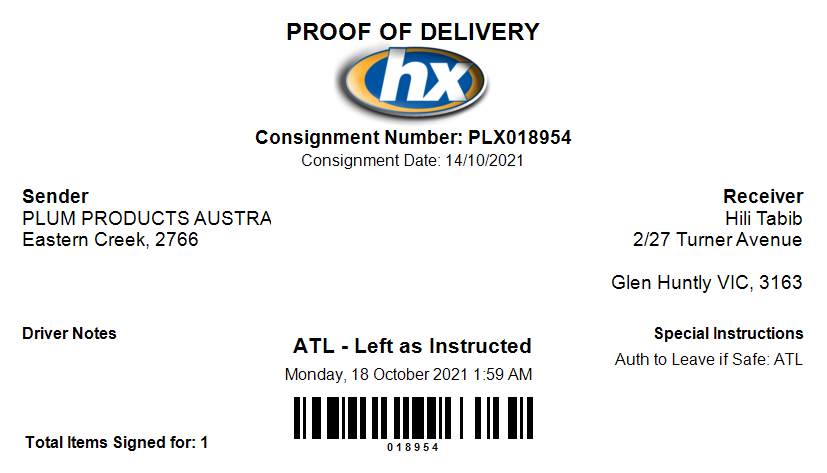 PROOF OF DELIVERY
hx
Consignment Number: PLX018954
Consignment Date: 14/10/2021
Sender
PLUM PRODUCTS AUSTRA
Eastern Creek, 2766
Receiver
Hili Tabib
2/27 Turner Avenue
Glen Huntly VIC, 3163
Driver Notes
ATL - Left as Instructed
Monday, 18 October 2021 1:59 AM
Special Instructions
Auth to Leave if Safe: ATL
018954
Total Items Signed for: 1